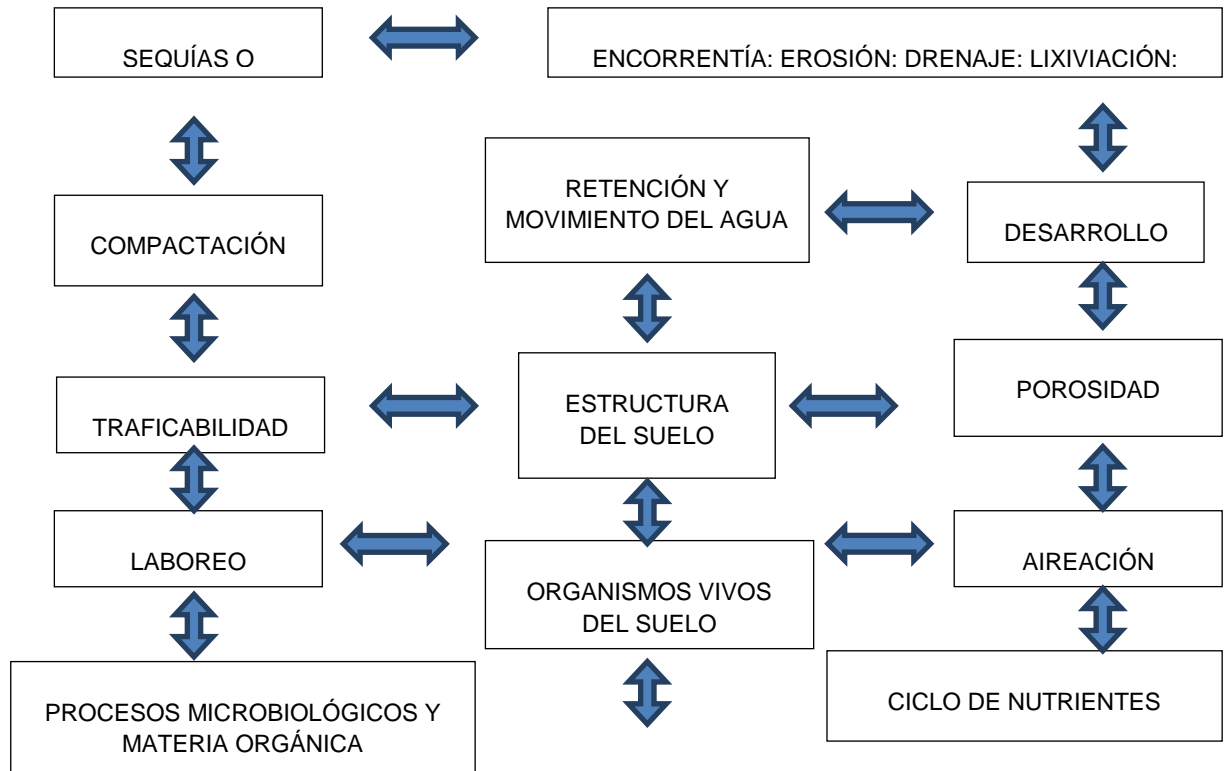 SEQUÍAS O
ENCORRENTÍA: EROSIÓN: DRENAJE: LIXIVIACIÓN:
RETENCIÓN Y
MOVIMIENTO DEL AGUA
COMPACTACIÓN
DESARROLLO
ESTRUCTURA
DEL SUELO
POROSIDAD
TRAFICABILIDAD
LABOREO
ORGANISMOS VIVOS
DEL SUELO
AIREACIÓN
PROCESOS MICROBIOLÓGICOS Y
MATERIA ORGÁNICA
CICLO DE NUTRIENTES